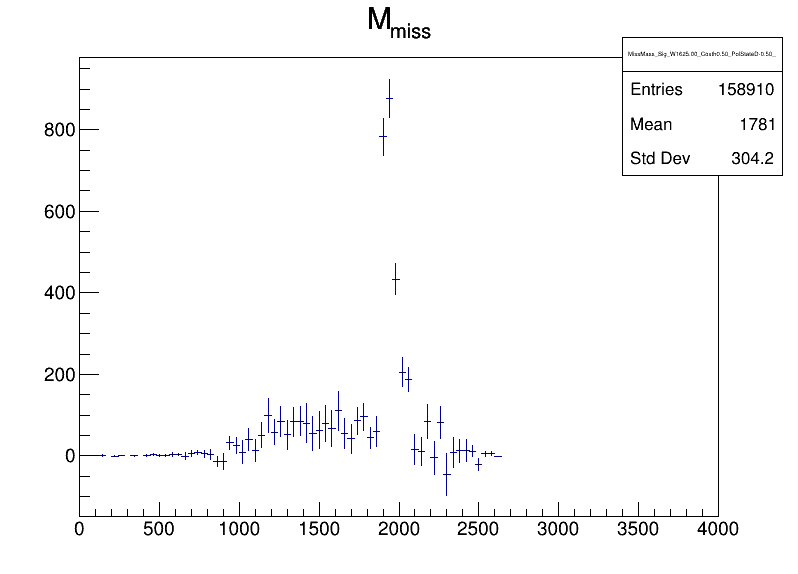 M_miss
MissMass_Sig_W1625.00_Costh0.50_PolStateD-0.50_
Entries 158910
Mean 1781
Std Dev 304.2
800
600
400
200
0
0 500 1000 1500 2000 2500 3000 3500 4000